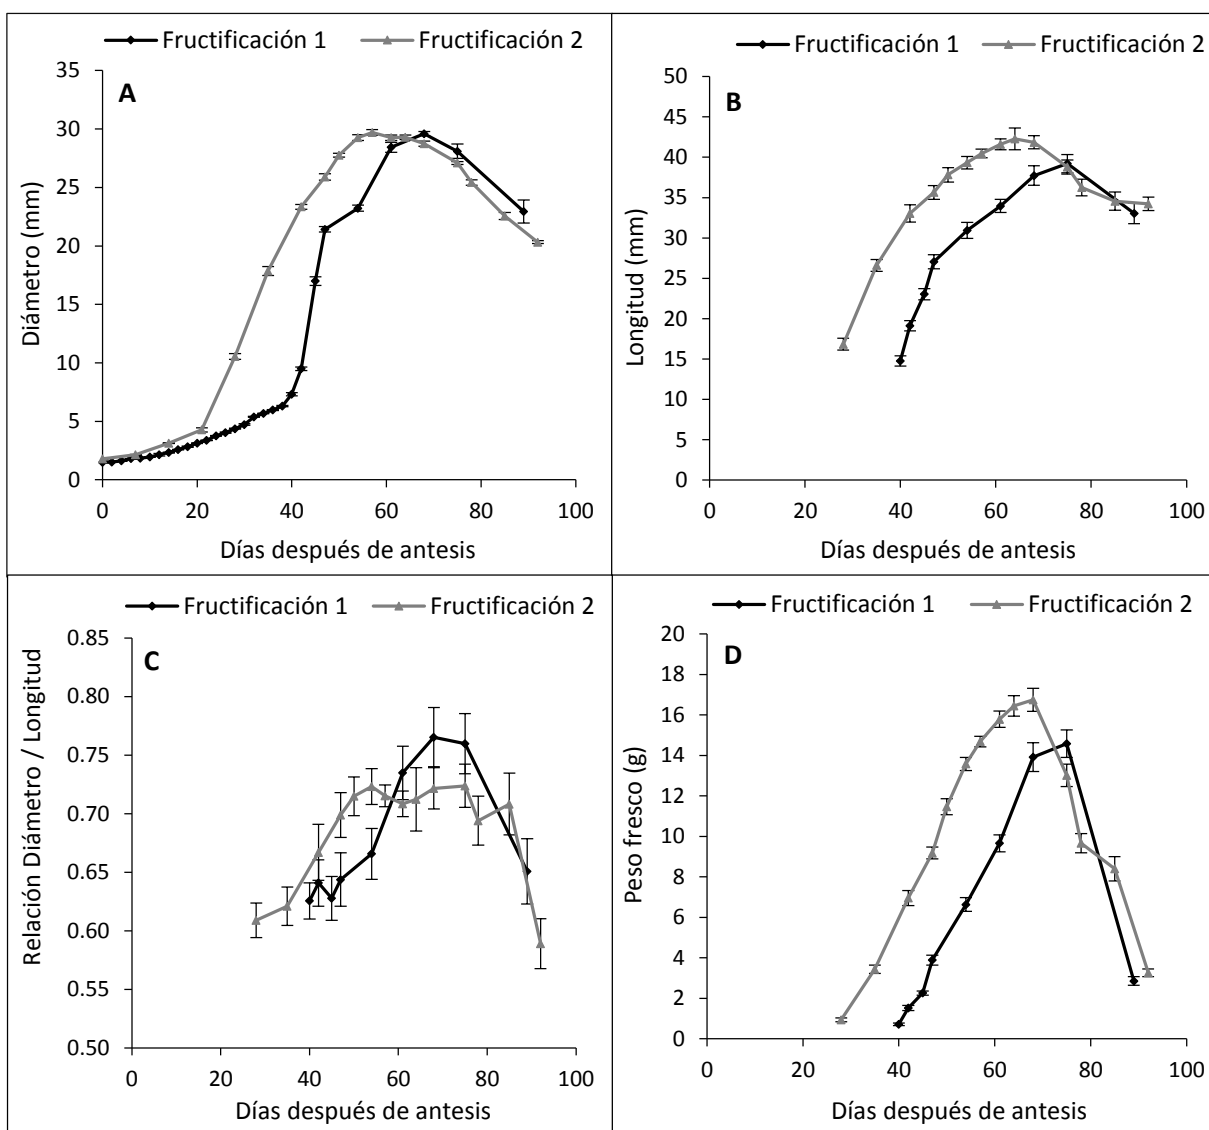 Fructificación 1 Fructificación 2
A
35
30
25
20
15
10
5
0
Diámetro (mm)
0 20 40 60 80 100
Días después de antesis
Fructificación 1 Fructificación 2
B
50
45
40
35
30
25
20
15
10
5
0
Longitud (mm)
0 20 40 60 80 100
Días después de antesis
Fructificación 1 Fructificación 2
C
0.85
0.80
0.75
0.70
0.65
0.60
0.55
0.50
Relación Diámetro / Longitud
0 20 40 60 80 100
Días después de antesis
Fructificación 1 Fructificación 2
D
20
18
16
14
12
10
8
6
4
2
0
Peso fresco (g)
0 20 40 60 80 100
Días después de antesis